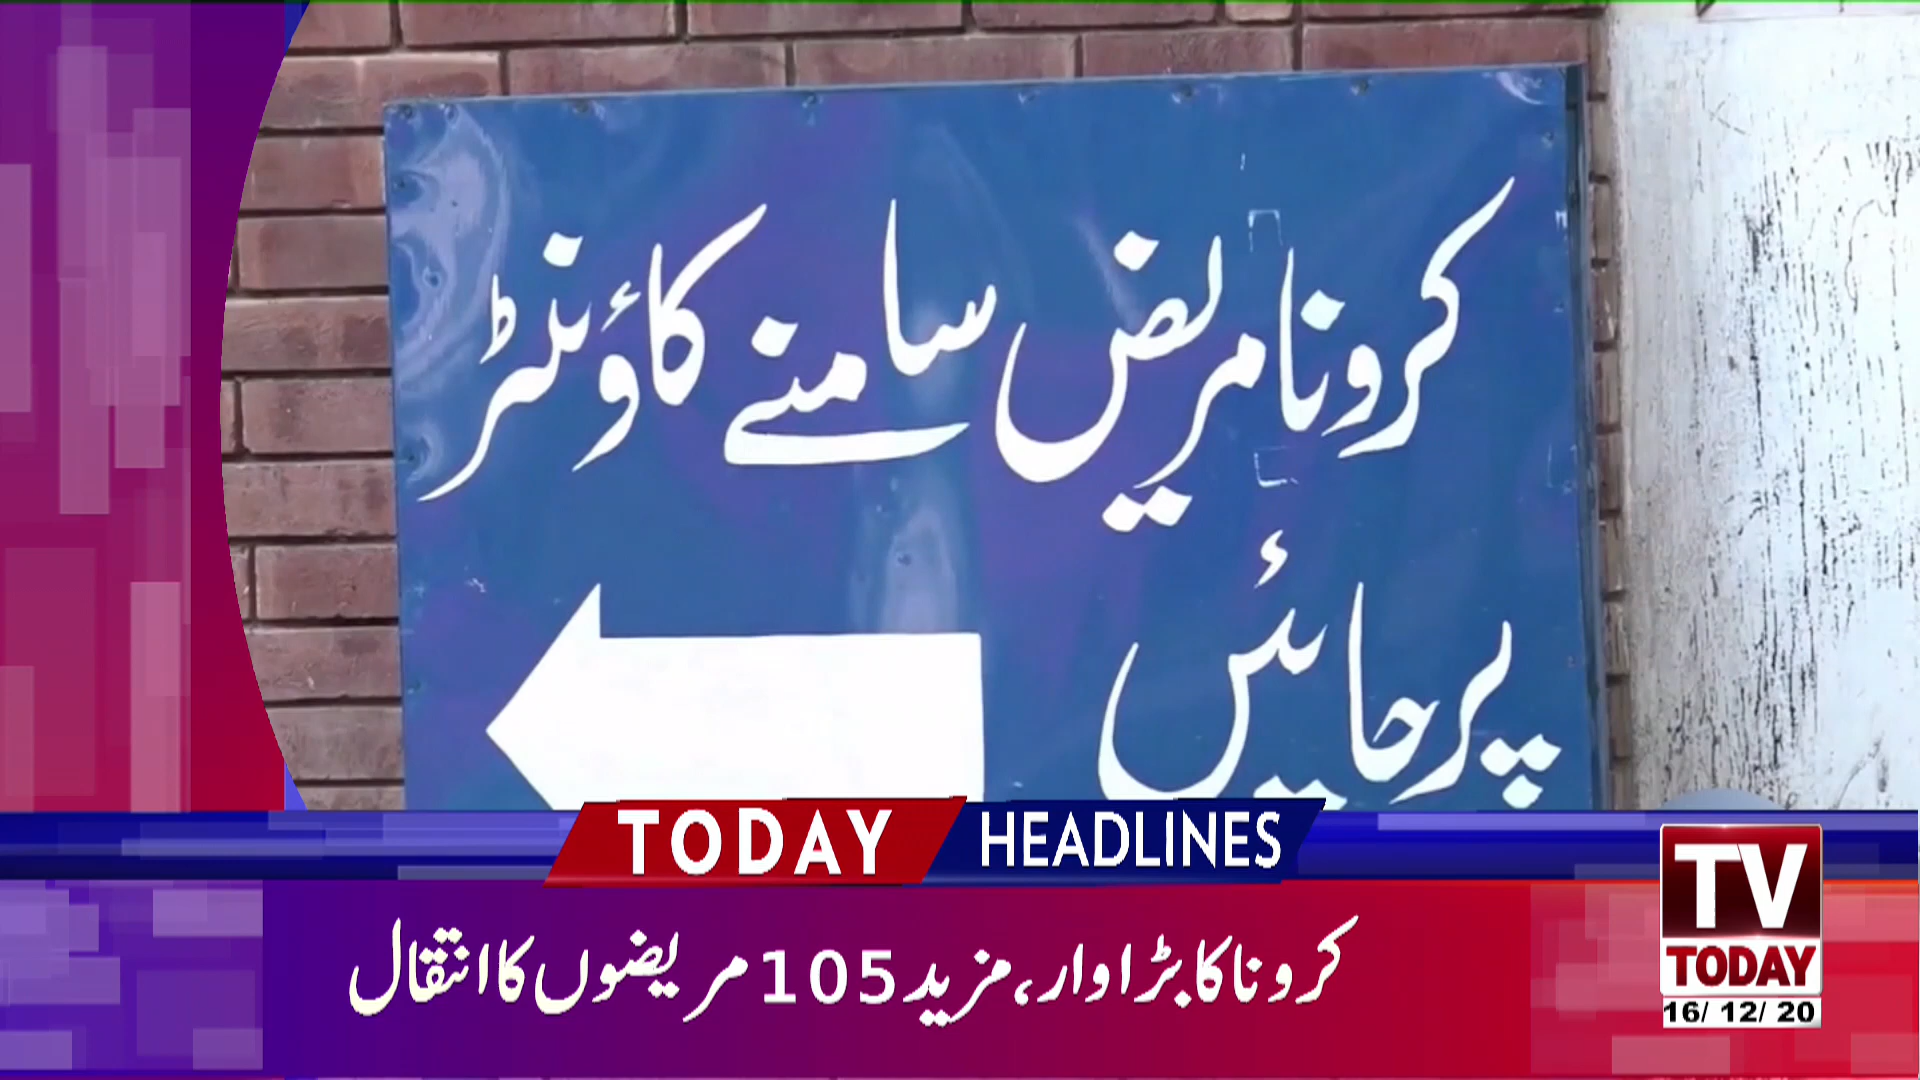 کرونا مریض سامنے کاؤنٹر
پر جائیں
TODAY HEADLINES
کرونا کا بڑا وار، مزید 105 مریضوں کا انتقال
TV
TODAY
16/ 12/ 20